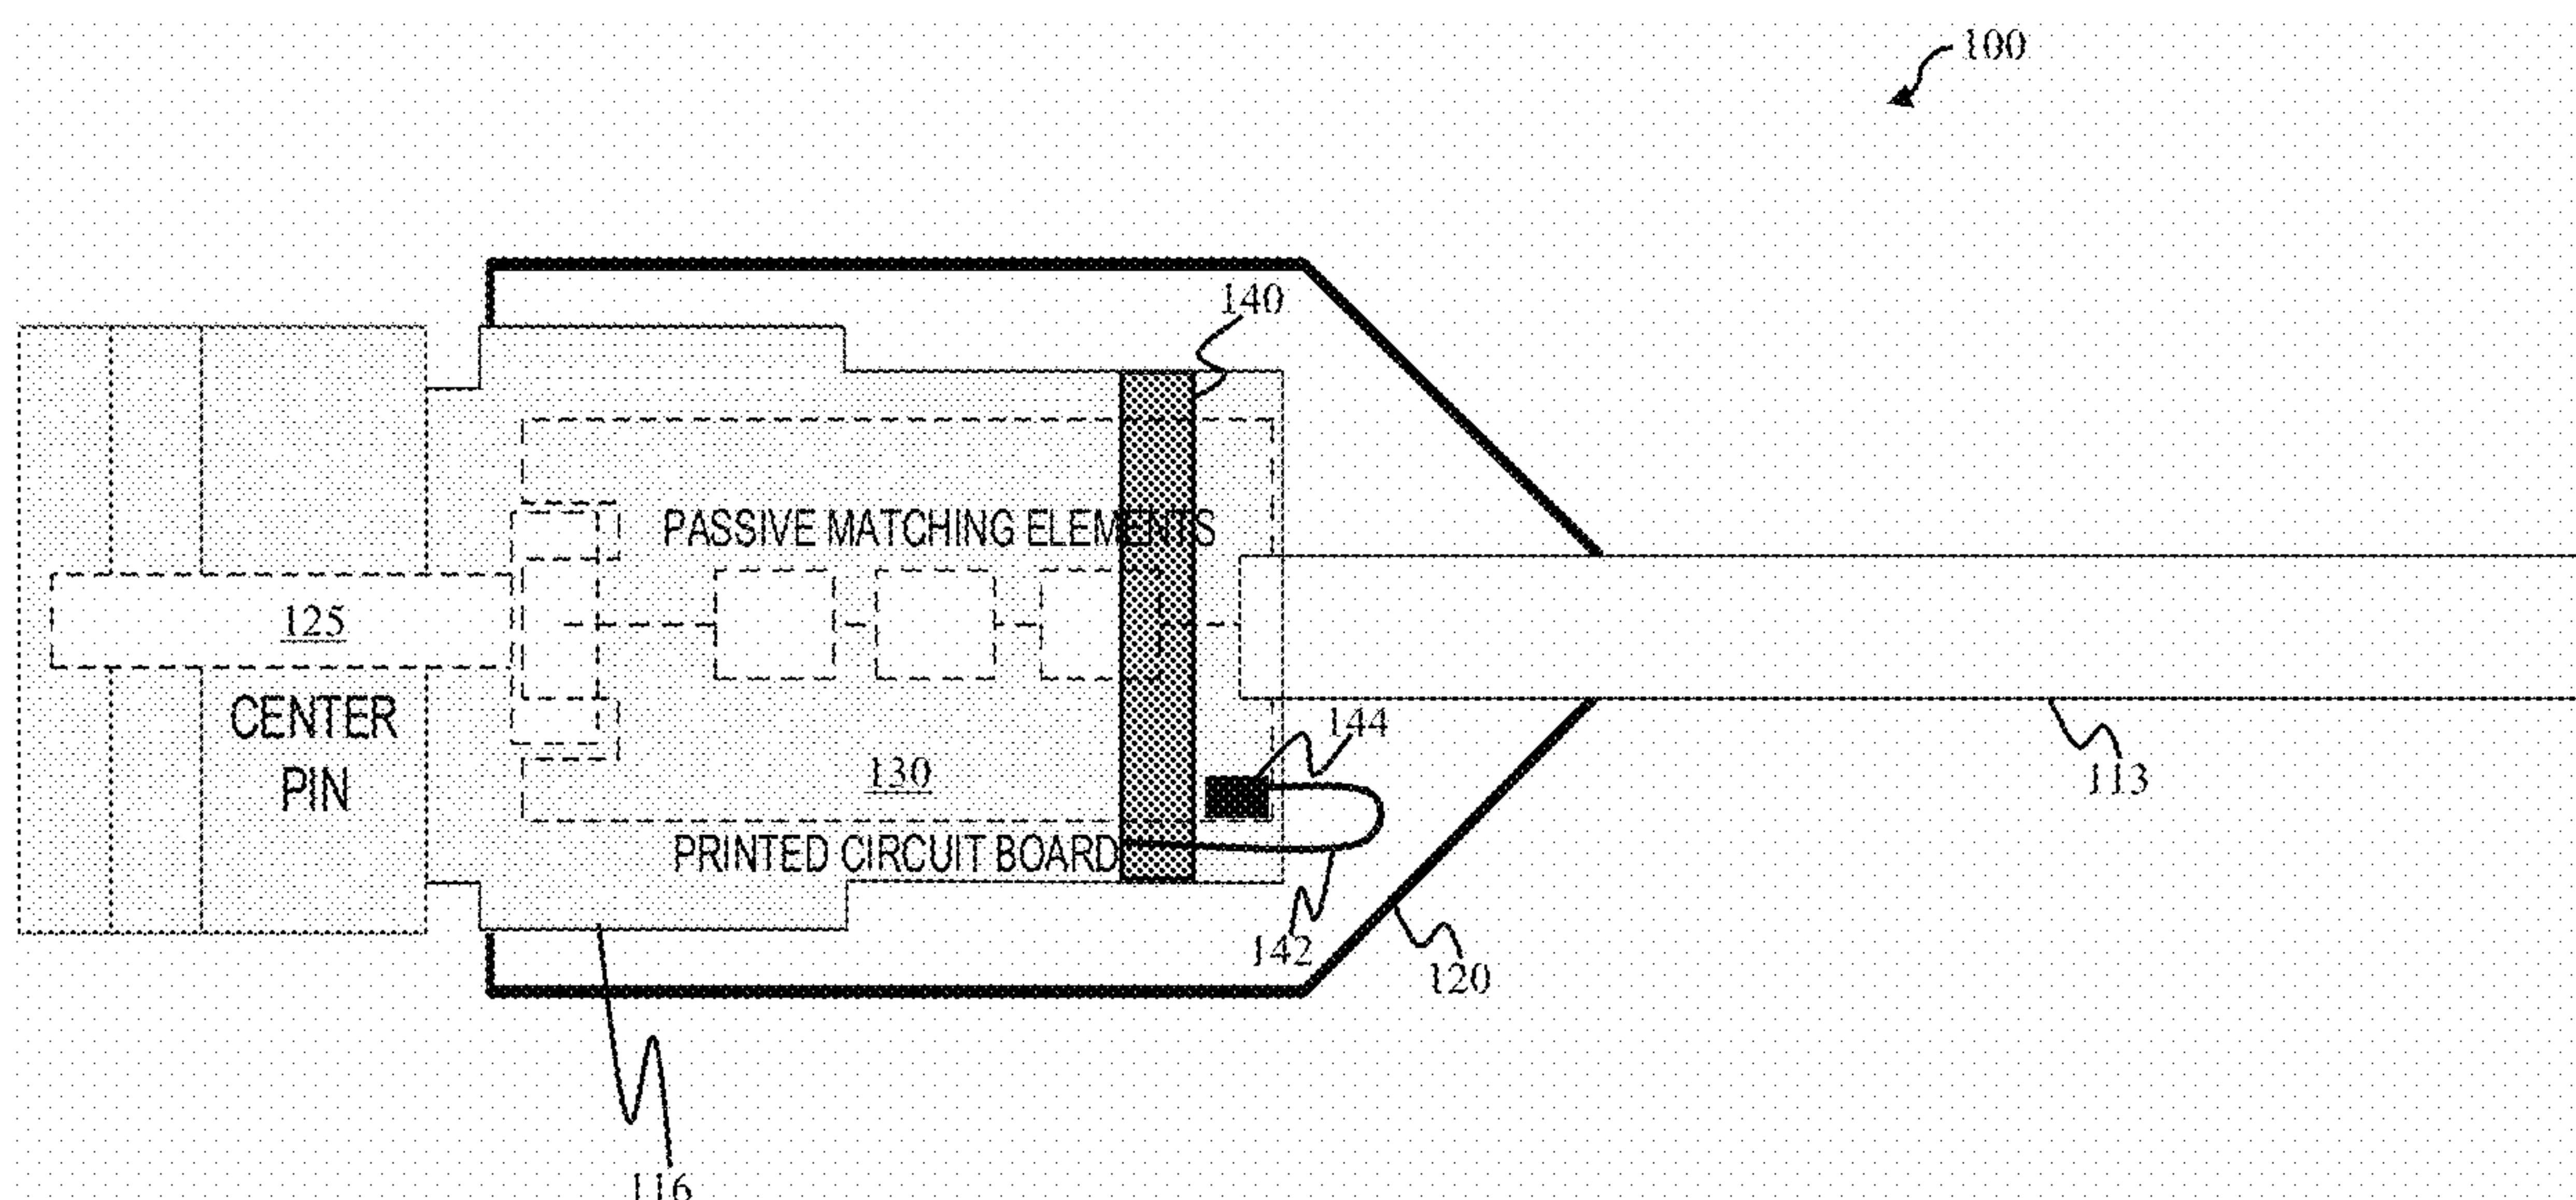 100
140
PASSIVE MATCHING ELEMENTS
125
CENTER
PIN
144
130
113
PRINTED CIRCUIT BOARD
142
120
116